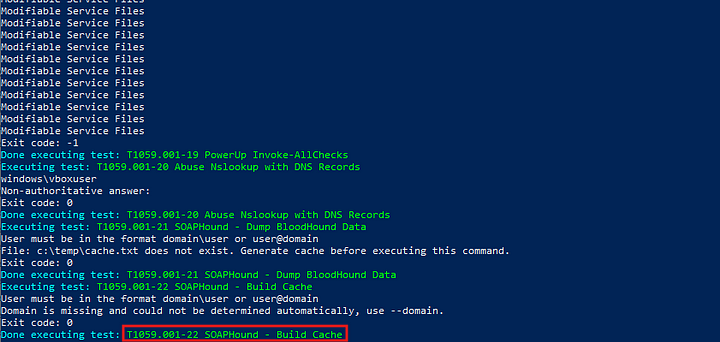 Modifiable Service Files
Modifiable Service Files
Modifiable Service Files
Modifiable Service Files
Modifiable Service Files
Modifiable Service Files
Modifiable Service Files
Modifiable Service Files
Modifiable Service Files
Modifiable Service Files
Modifiable Service Files
Modifiable Service Files
Exit code: -1
Done executing test: T1059.001-19 PowerUp Invoke-AllChecks
Executing test: T1059.001-20 Abuse Nslookup with DNS Records
windows\vboxuser
Non-authoritative answer:
Exit code: 0
Done executing test: T1059.001-20 Abuse Nslookup with DNS Records
Executing test: T1059.001-21 SOAPHound - Dump BloodHound Data
User must be in the format domain\user or user@domain
File: c:\temp\cache.txt does not exist. Generate cache before executing this command.
Exit code: 0
Done executing test: T1059.001-21 SOAPHound - Dump BloodHound Data
Executing test: T1059.001-22 SOAPHound - Build Cache
User must be in the format domain\user or user@domain
Domain is missing and could not be determined automatically, use --domain.
Exit code: 0
Done executing test: T1059.001-22 SOAPHound - Build Cache